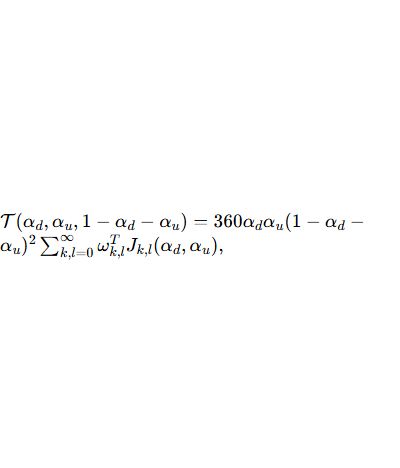 𝒯(α_d, α_u, 1 − α_d − α_u) = 360α_dα_u(1 − α_d −
α_u)² ∑_{k,l=0}^{∞} ω_{k,l}^T J_{k,l}(α_d, α_u),